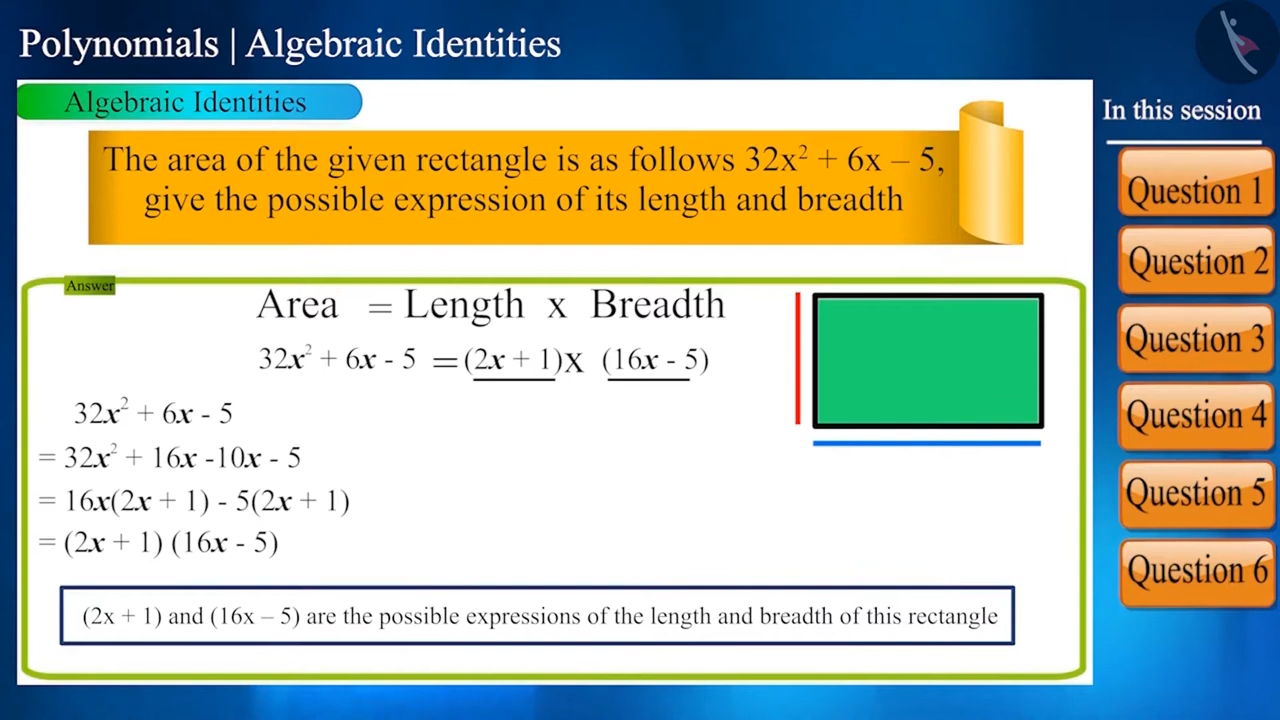 Polynomials | Algebraic Identities
Algebraic Identities
The area of the given rectangle is as follows 32x² + 6x – 5,
give the possible expression of its length and breadth
Answer
Area = Length x Breadth
32x² + 6x - 5 = (2x + 1)x (16x - 5)
32x² + 6x - 5
= 32x² + 16x -10x - 5
= 16x(2x + 1) - 5(2x + 1)
= (2x + 1) (16x - 5)
(2x + 1) and (16x – 5) are the possible expressions of the length and breadth of this rectangle
In this session
Question 1
Question 2
Question 3
Question 4
Question 5
Question 6